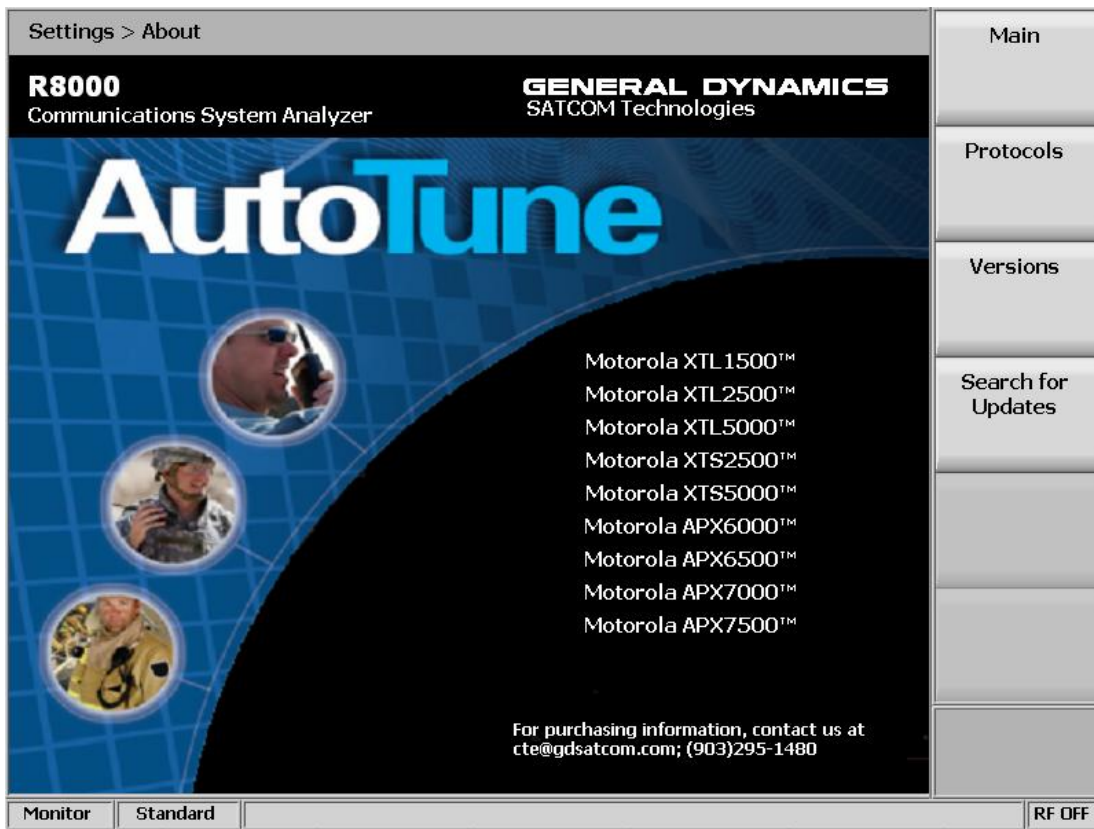 Settings > About
R8000
Communications System Analyzer
GENERAL DYNAMICS
SATCOM Technologies
AutoTune
Motorola XTL1500™
Motorola XTL2500™
Motorola XTL5000™
Motorola XTS2500™
Motorola XTS5000™
Motorola APX6000™
Motorola APX6500™
Motorola APX7000™
Motorola APX7500™
For purchasing information, contact us at
cte@gdsatcom.com; (903)295-1480
Main
Protocols
Versions
Search for
Updates
Monitor
Standard
RF OFF